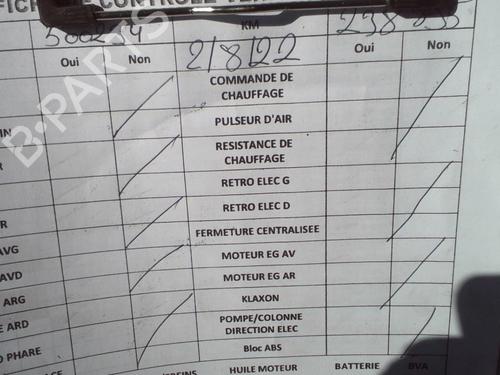 CONTROLE
KM
2/8/22
Oui Non Oui Non
COMMANDE DE
CHAUFFAGE
PULSEUR D'AIR
RESISTANCE DE
CHAUFFAGE
RETRO ELEC G
RETRO ELEC D
FERMETURE CENTRALISEE
AVG
MOTEUR EG AV
AVD
MOTEUR EG AR
ARG
KLAXON
ARD
POMPE/COLONNE
DIRECTION ELEC
PHARE
Bloc ABS
HUILE MOTEUR BATTERIE BVA
B-PARTS